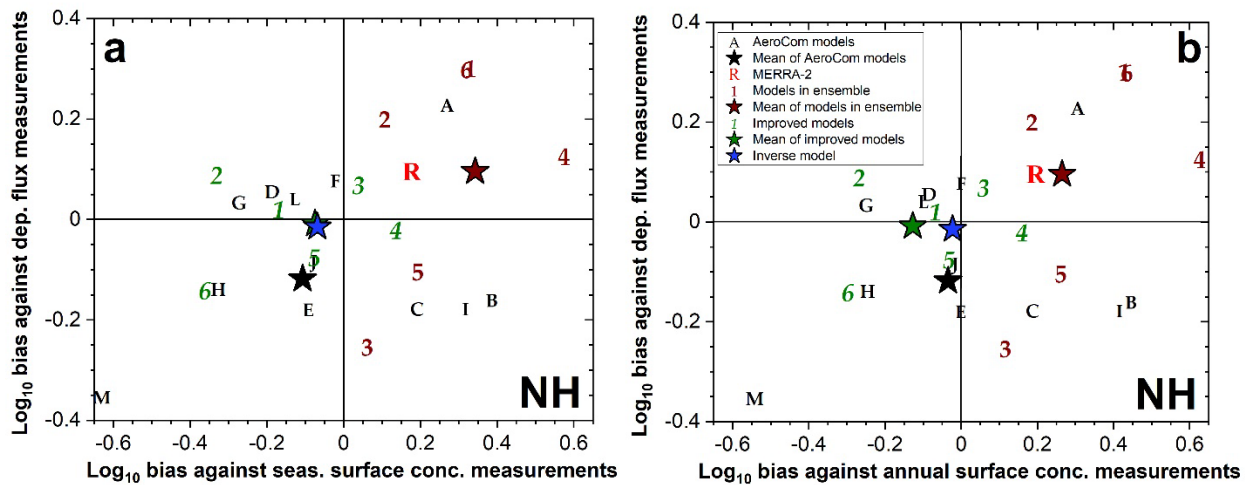 a
NH
0.4
0.2
0
-0.2
-0.4
-0.6
-0.4
-0.2
0
0.2
0.4
0.6
Log10 bias against dep. flux measurements
Log10 bias against seas. surface conc. measurements
6
1
A
2
4
R
F
3
2
D
L
G
1
4
5
J
5
6
H
E
C
I
B
3
M
b
NH
0.4
0.2
0
-0.2
-0.4
-0.6
-0.4
-0.2
0
0.2
0.4
0.6
Log10 bias against dep. flux measurements
Log10 bias against annual surface conc. measurements
A AeroCom models
Mean of AeroCom models
R MERRA-2
1 Models in ensemble
Mean of models in ensemble
1 Improved models
Mean of improved models
Inverse model
1
6
A
2
4
R
2
F
3
D
L
G
1
4
5
J
5
6
H
E
C
I
B
3
M